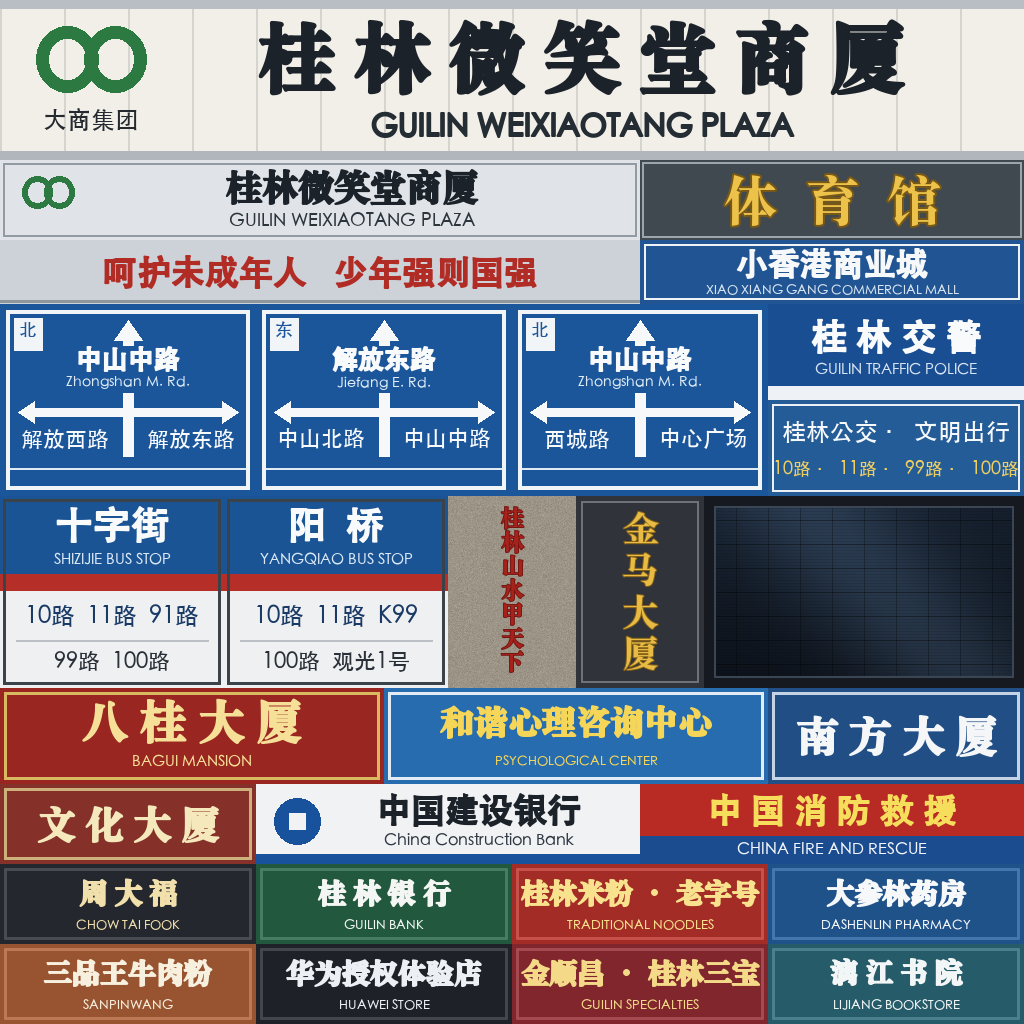 桂林微笑堂商厦
大商集团
GUILIN WEIXIAOTANG PLAZA
桂林微笑堂商厦
GUILIN WEIXIAOTANG PLAZA
体育馆
呵护未成年人 少年强则国强
小香港商业城
XIAO XIANG GANG COMMERCIAL MALL
北
中山中路
Zhongshan M. Rd.
解放西路 解放东路
东
解放东路
Jiefang E. Rd.
中山北路 中山中路
北
中山中路
Zhongshan M. Rd.
西城路 中心广场
桂林交警
GUILIN TRAFFIC POLICE
桂林公交· 文明出行
10路· 11路· 99路· 100路
十字街
SHIZIJIE BUS STOP
10路 11路 91路
99路 100路
阳桥
YANGQIAO BUS STOP
10路 11路 K99
100路 观光1号
桂林山水甲天下
金马大厦
八桂大厦
BAGUI MANSION
和谐心理咨询中心
PSYCHOLOGICAL CENTER
南方大厦
文化大厦
中国建设银行
China Construction Bank
中国消防救援
CHINA FIRE AND RESCUE
周大福
CHOW TAI FOOK
桂林银行
GUILIN BANK
桂林米粉·老字号
TRADITIONAL NOODLES
大参林药房
DASHENLIN PHARMACY
三品王牛肉粉
SANPINWANG
华为授权体验店
HUAWEI STORE
金顺昌·桂林三宝
GUILIN SPECIALTIES
漓江书院
LIJIANG BOOKSTORE